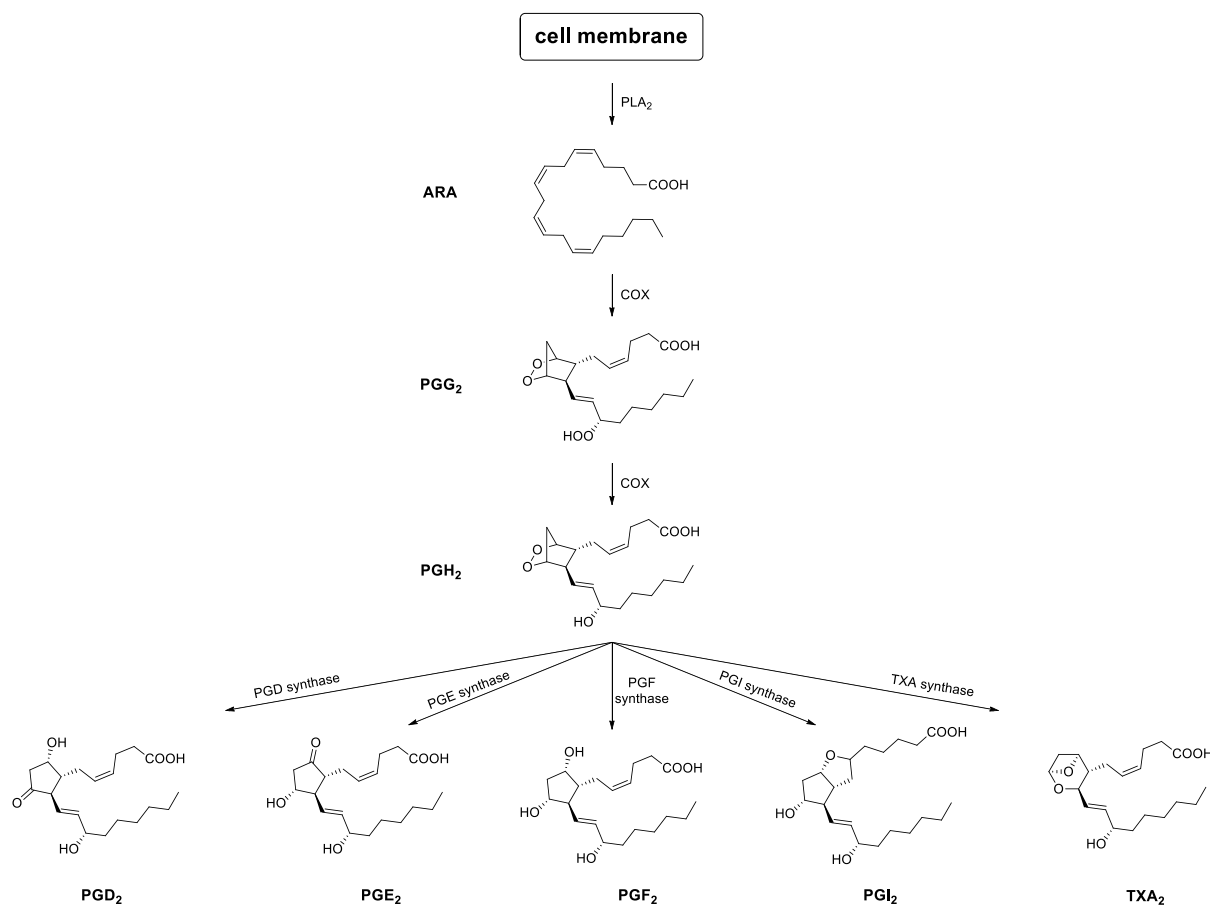 cell membrane
PLA₂
ARA
COOH
COX
PGG₂
O
O
COOH
HOO
COX
PGH₂
O
O
COOH
HO
PGD synthase
PGE synthase
PGF
synthase
PGI synthase
TXA synthase
OH
COOH
O
HO
PGD₂
O
COOH
HO
HO
PGE₂
OH
COOH
HO
HO
PGF₂
COOH
O
HO
HO
PGI₂
COOH
O
O
HO
TXA₂